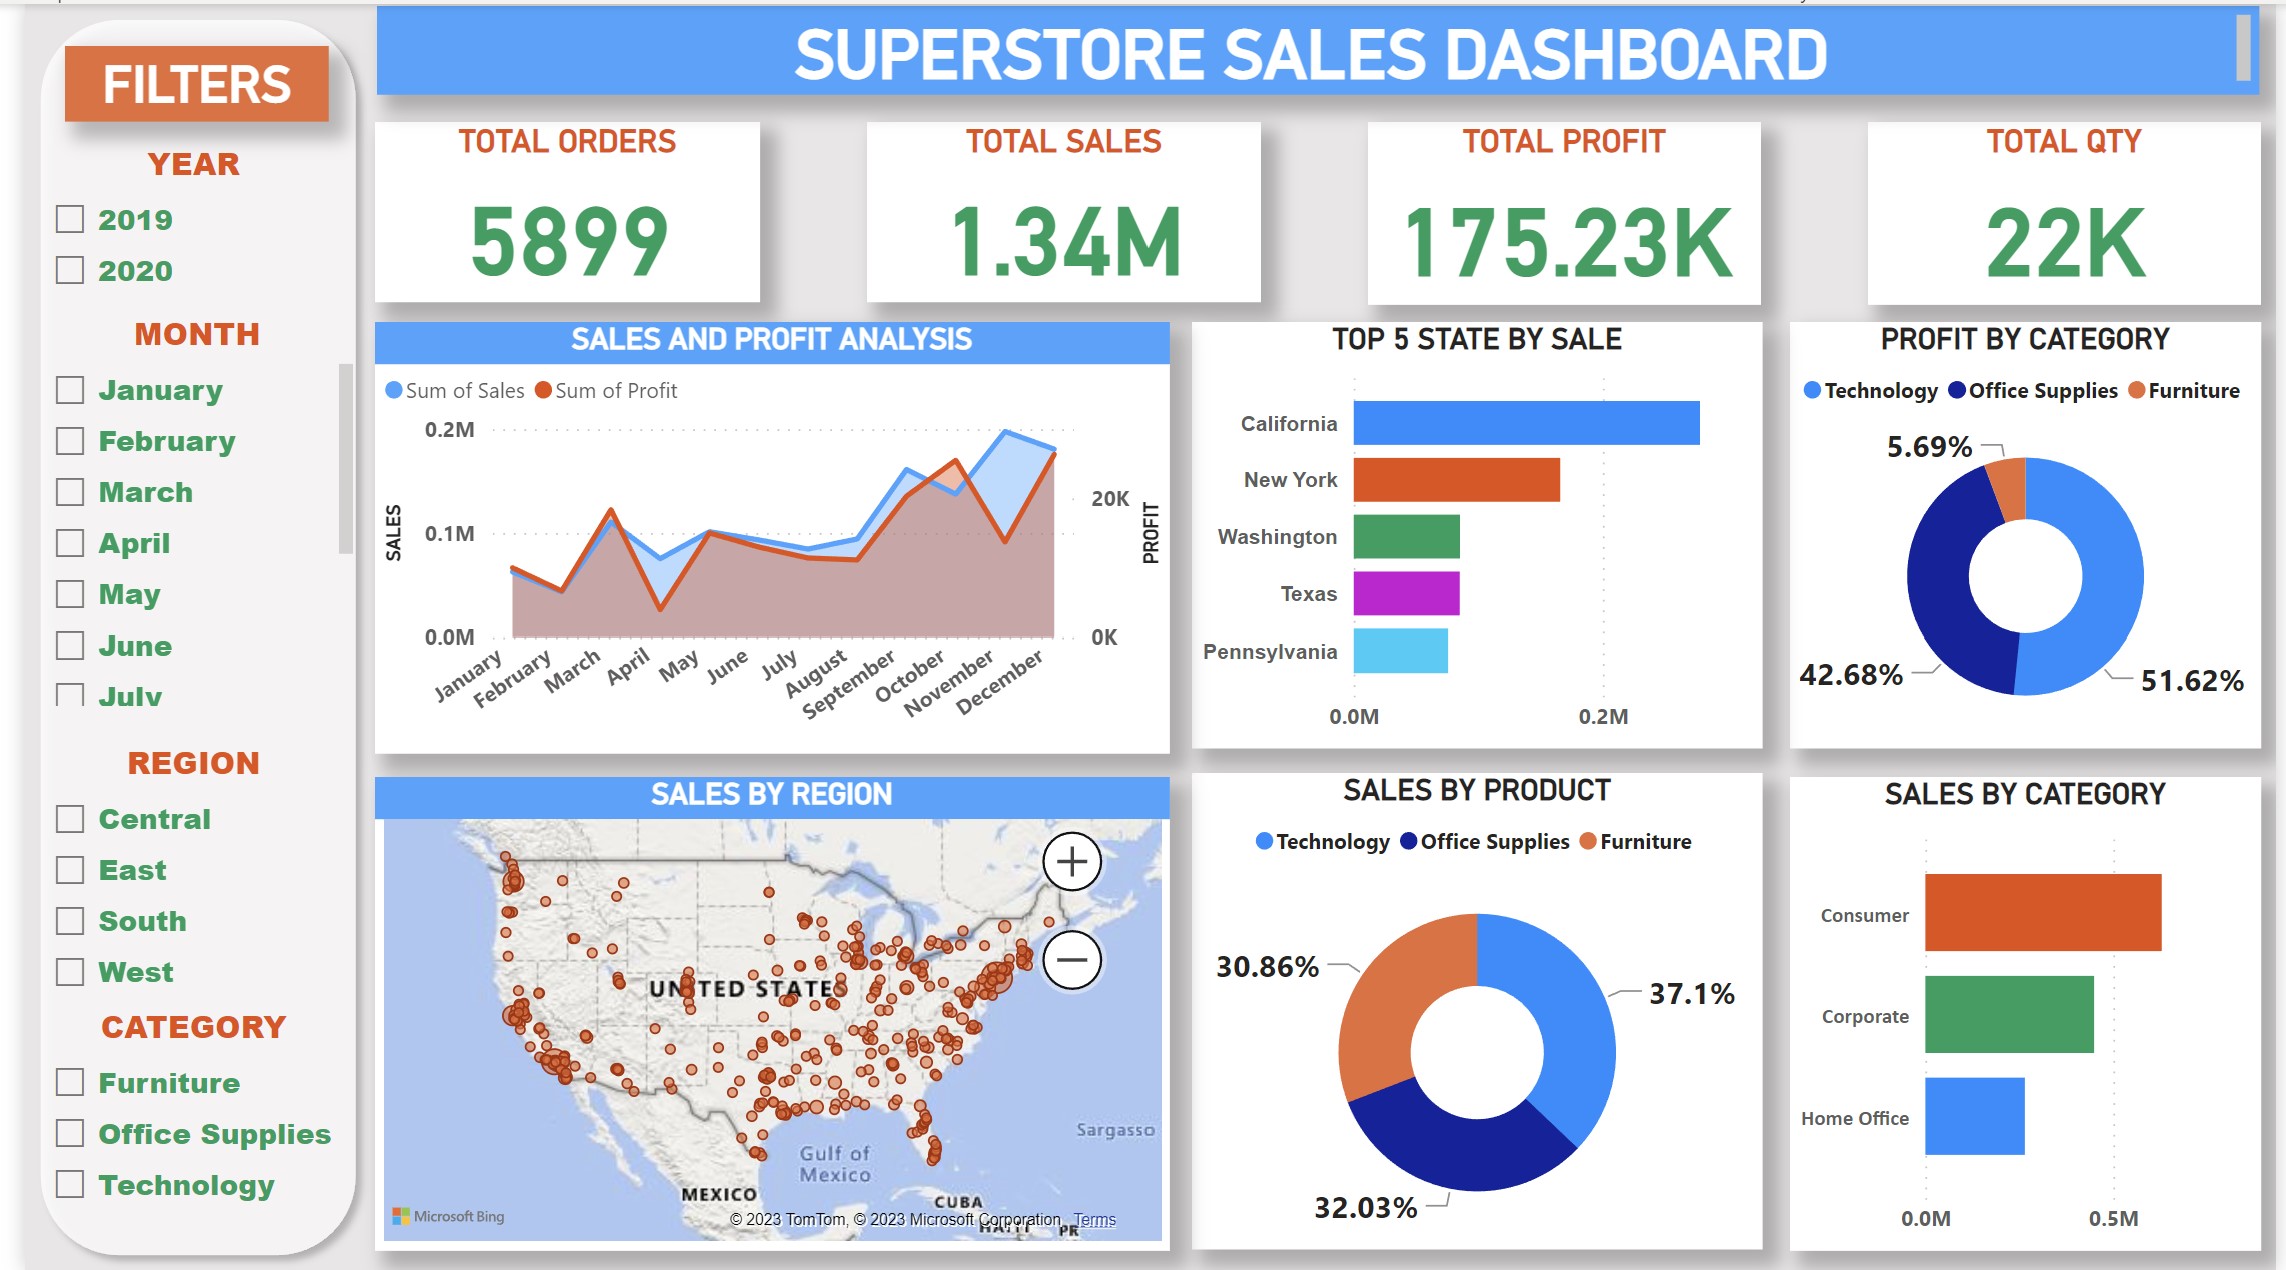 SUPERSTORE SALES DASHBOARD
FILTERS
YEAR
2019
2020
MONTH
January
February
March
April
May
June
July
REGION
Central
East
South
West
CATEGORY
Furniture
Office Supplies
Technology
TOTAL ORDERS
5899
TOTAL SALES
1.34M
TOTAL PROFIT
175.23K
TOTAL QTY
22K
SALES AND PROFIT ANALYSIS
Sum of Sales Sum of Profit
SALES
0.2M
0.1M
0.0M
20K
0K
PROFIT
January
February
March
April
May
June
July
August
September
October
November
December
TOP 5 STATE BY SALE
California
New York
Washington
Texas
Pennsylvania
0.0M 0.2M
PROFIT BY CATEGORY
Technology Office Supplies Furniture
5.69%
42.68%
51.62%
SALES BY REGION
UNITED STATES
Gulf of
Mexico
Sargasso
MEXICO
CUBA
HAITI
PR
Microsoft Bing
© 2023 TomTom, © 2023 Microsoft Corporation Terms
SALES BY PRODUCT
Technology Office Supplies Furniture
30.86%
37.1%
32.03%
SALES BY CATEGORY
Consumer
Corporate
Home Office
0.0M 0.5M